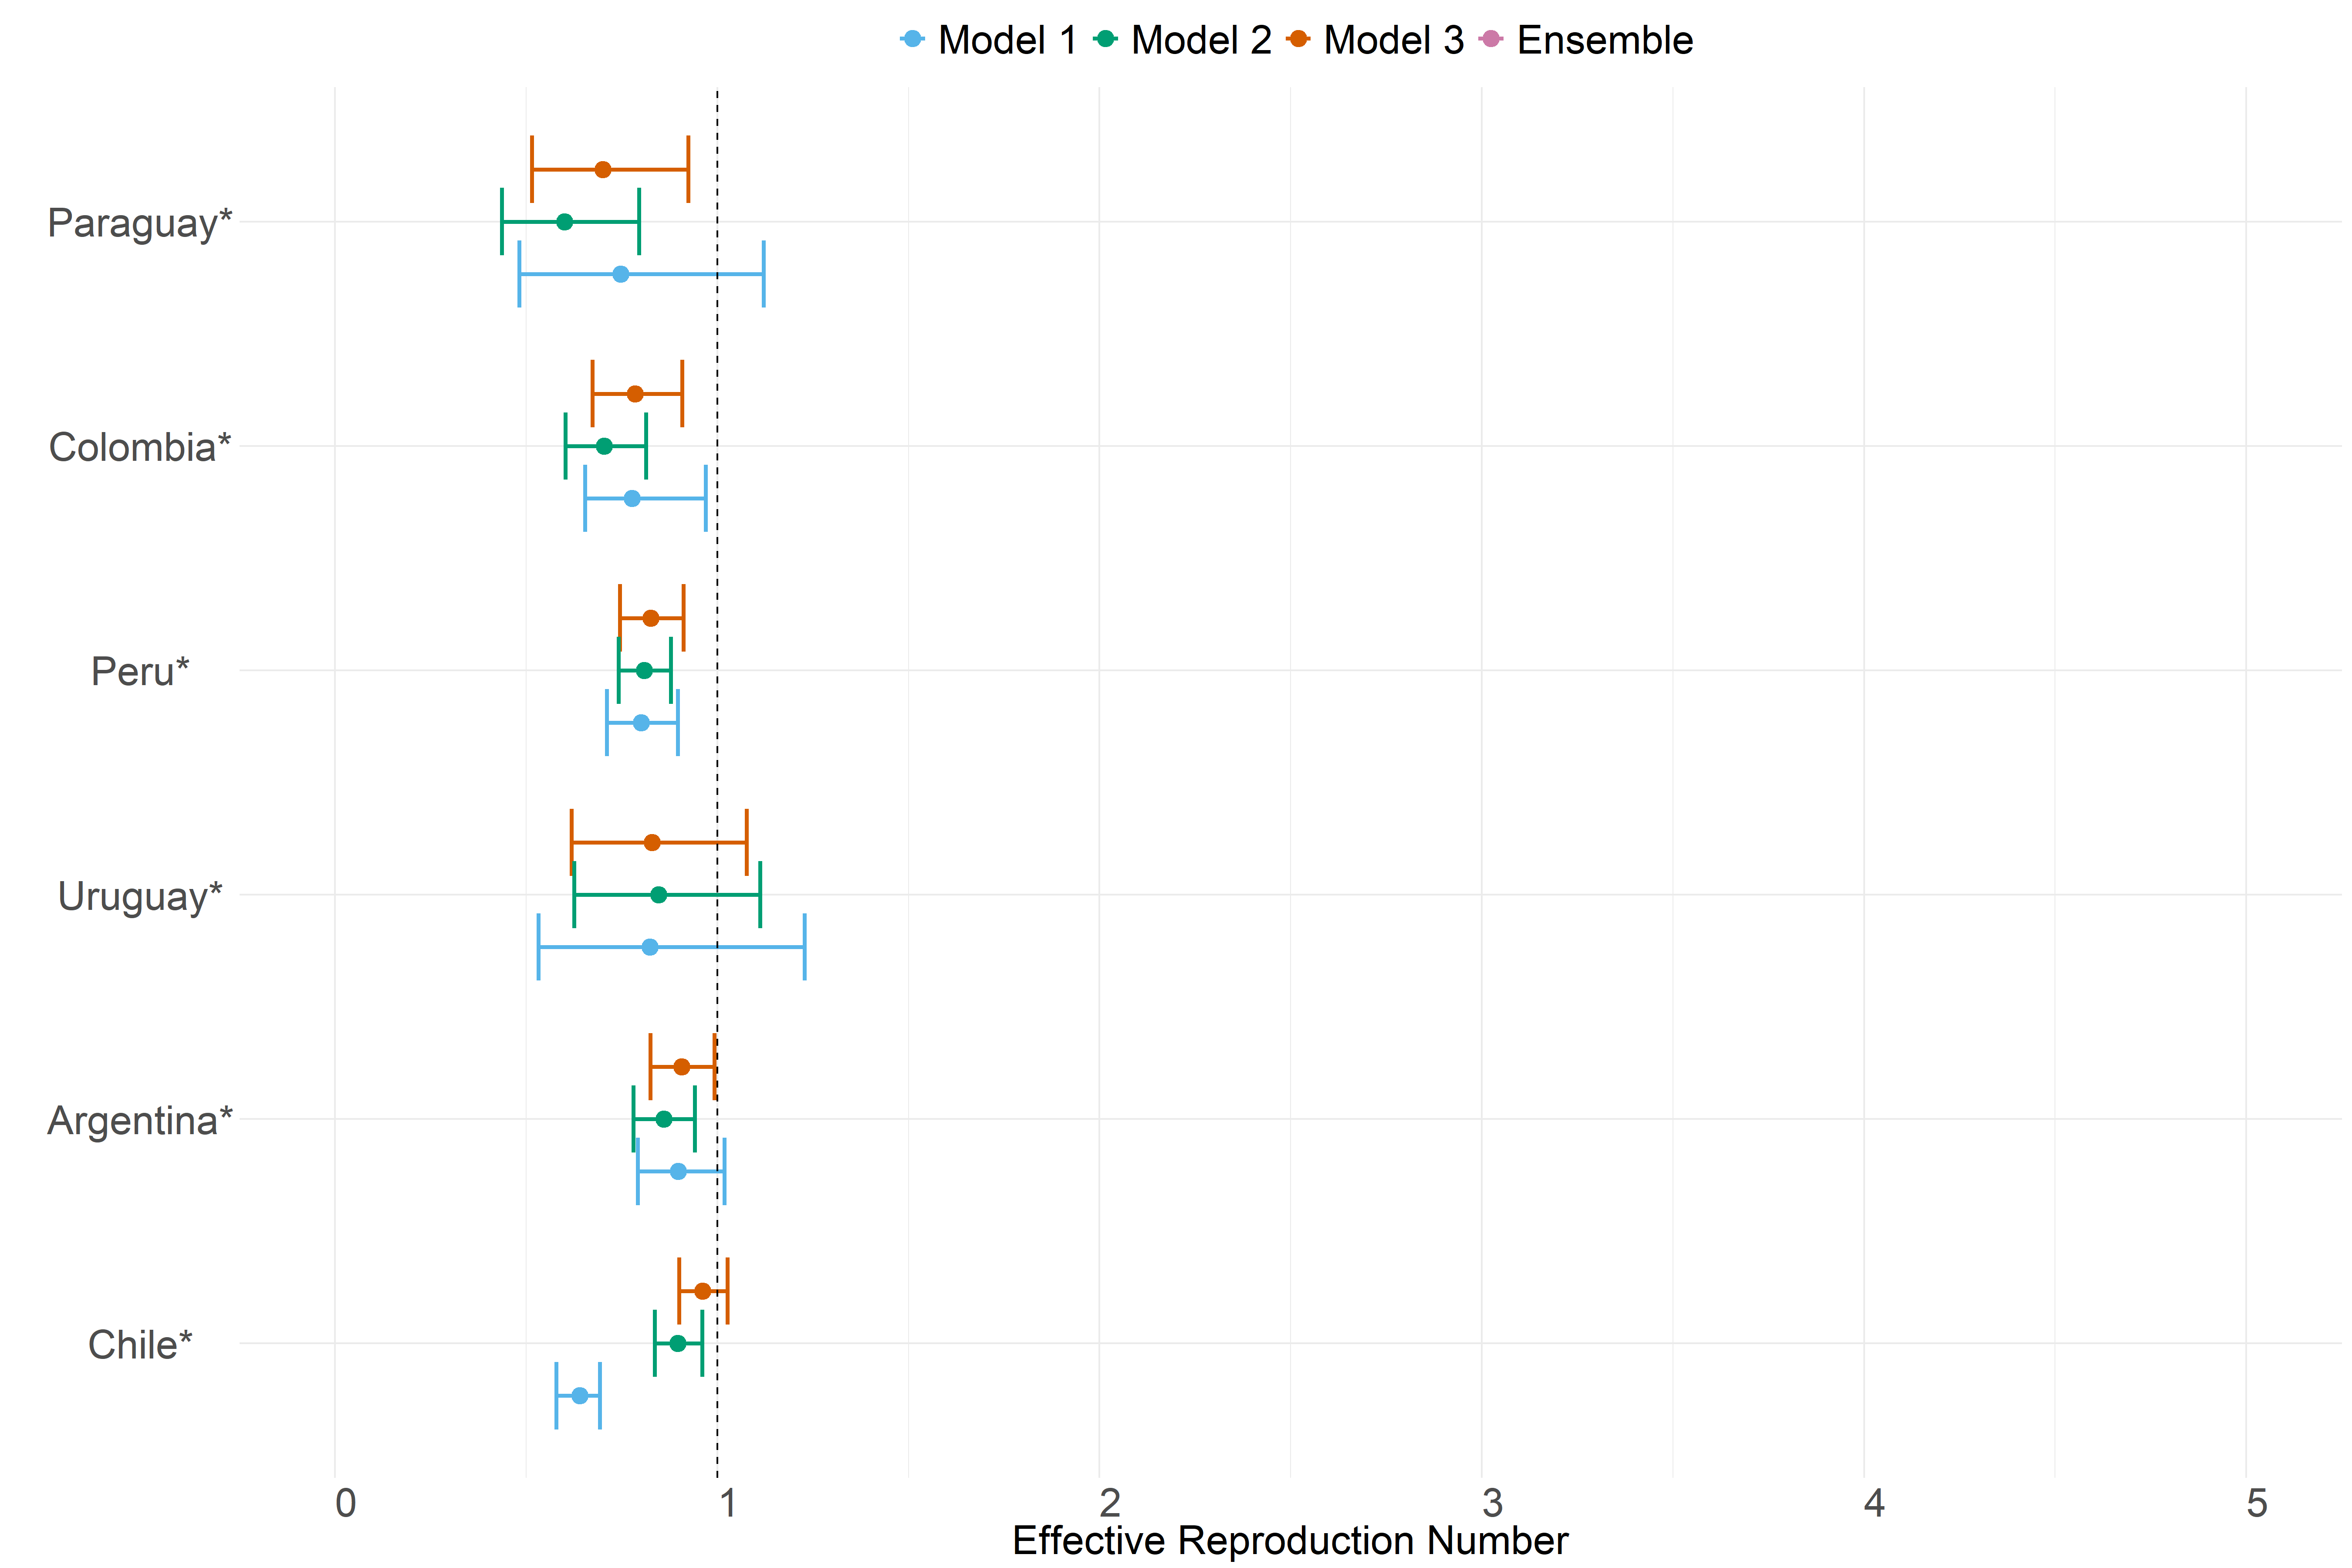 Model 1 Model 2 Model 3 Ensemble
Paraguay*
Colombia*
Peru*
Uruguay*
Argentina*
Chile*
0 1 2 3 4 5
Effective Reproduction Number